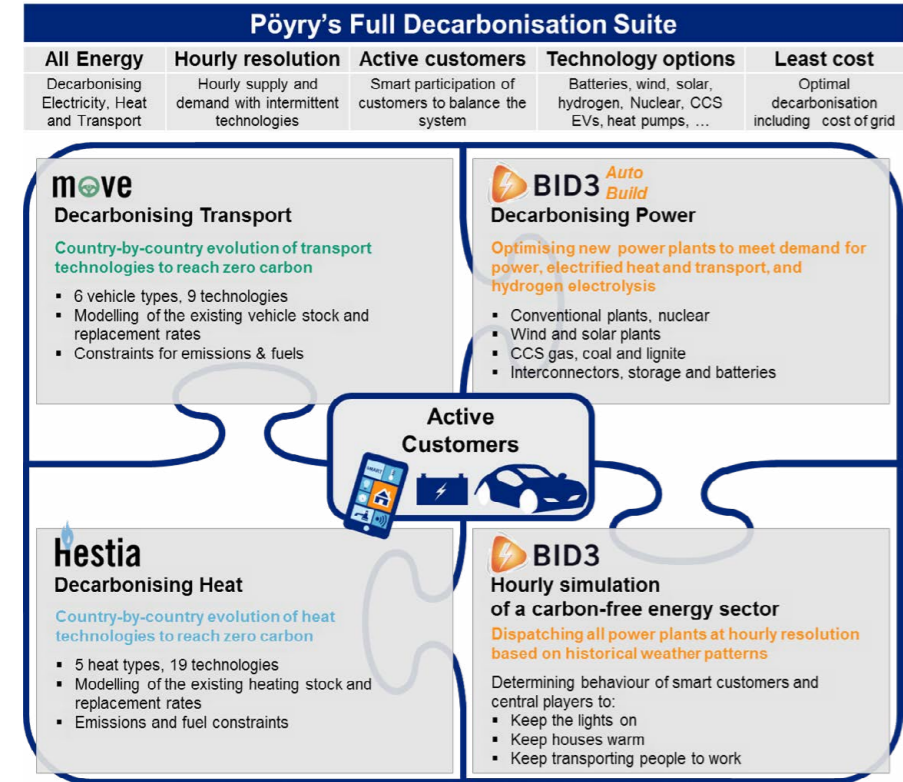 Pöyry's Full Decarbonisation Suite
All Energy
Decarbonising
Electricity, Heat
and Transport
Hourly resolution
Hourly supply and
demand with intermittent
technologies
Active customers
Smart participation of
customers to balance the
system
Technology options
Batteries, wind, solar,
hydrogen, Nuclear, CCS
EVs, heat pumps, ...
Least cost
Optimal
decarbonisation
including cost of grid
move
Decarbonising Transport
Country-by-country evolution of transport
technologies to reach zero carbon
▪ 6 vehicle types, 9 technologies
▪ Modelling of the existing vehicle stock and
replacement rates
▪ Constraints for emissions & fuels
BID3 Auto
Build
Decarbonising Power
Optimising new power plants to meet demand for
power, electrified heat and transport, and
hydrogen electrolysis
▪ Conventional plants, nuclear
▪ Wind and solar plants
▪ CCS gas, coal and lignite
▪ Interconnectors, storage and batteries
Active
Customers
SMART
hestia
Decarbonising Heat
Country-by-country evolution of heat
technologies to reach zero carbon
▪ 5 heat types, 19 technologies
▪ Modelling of the existing heating stock and
replacement rates
▪ Emissions and fuel constraints
BID3
Hourly simulation
of a carbon-free energy sector
Dispatching all power plants at hourly resolution
based on historical weather patterns
Determining behaviour of smart customers and
central players to:
▪ Keep the lights on
▪ Keep houses warm
▪ Keep transporting people to work